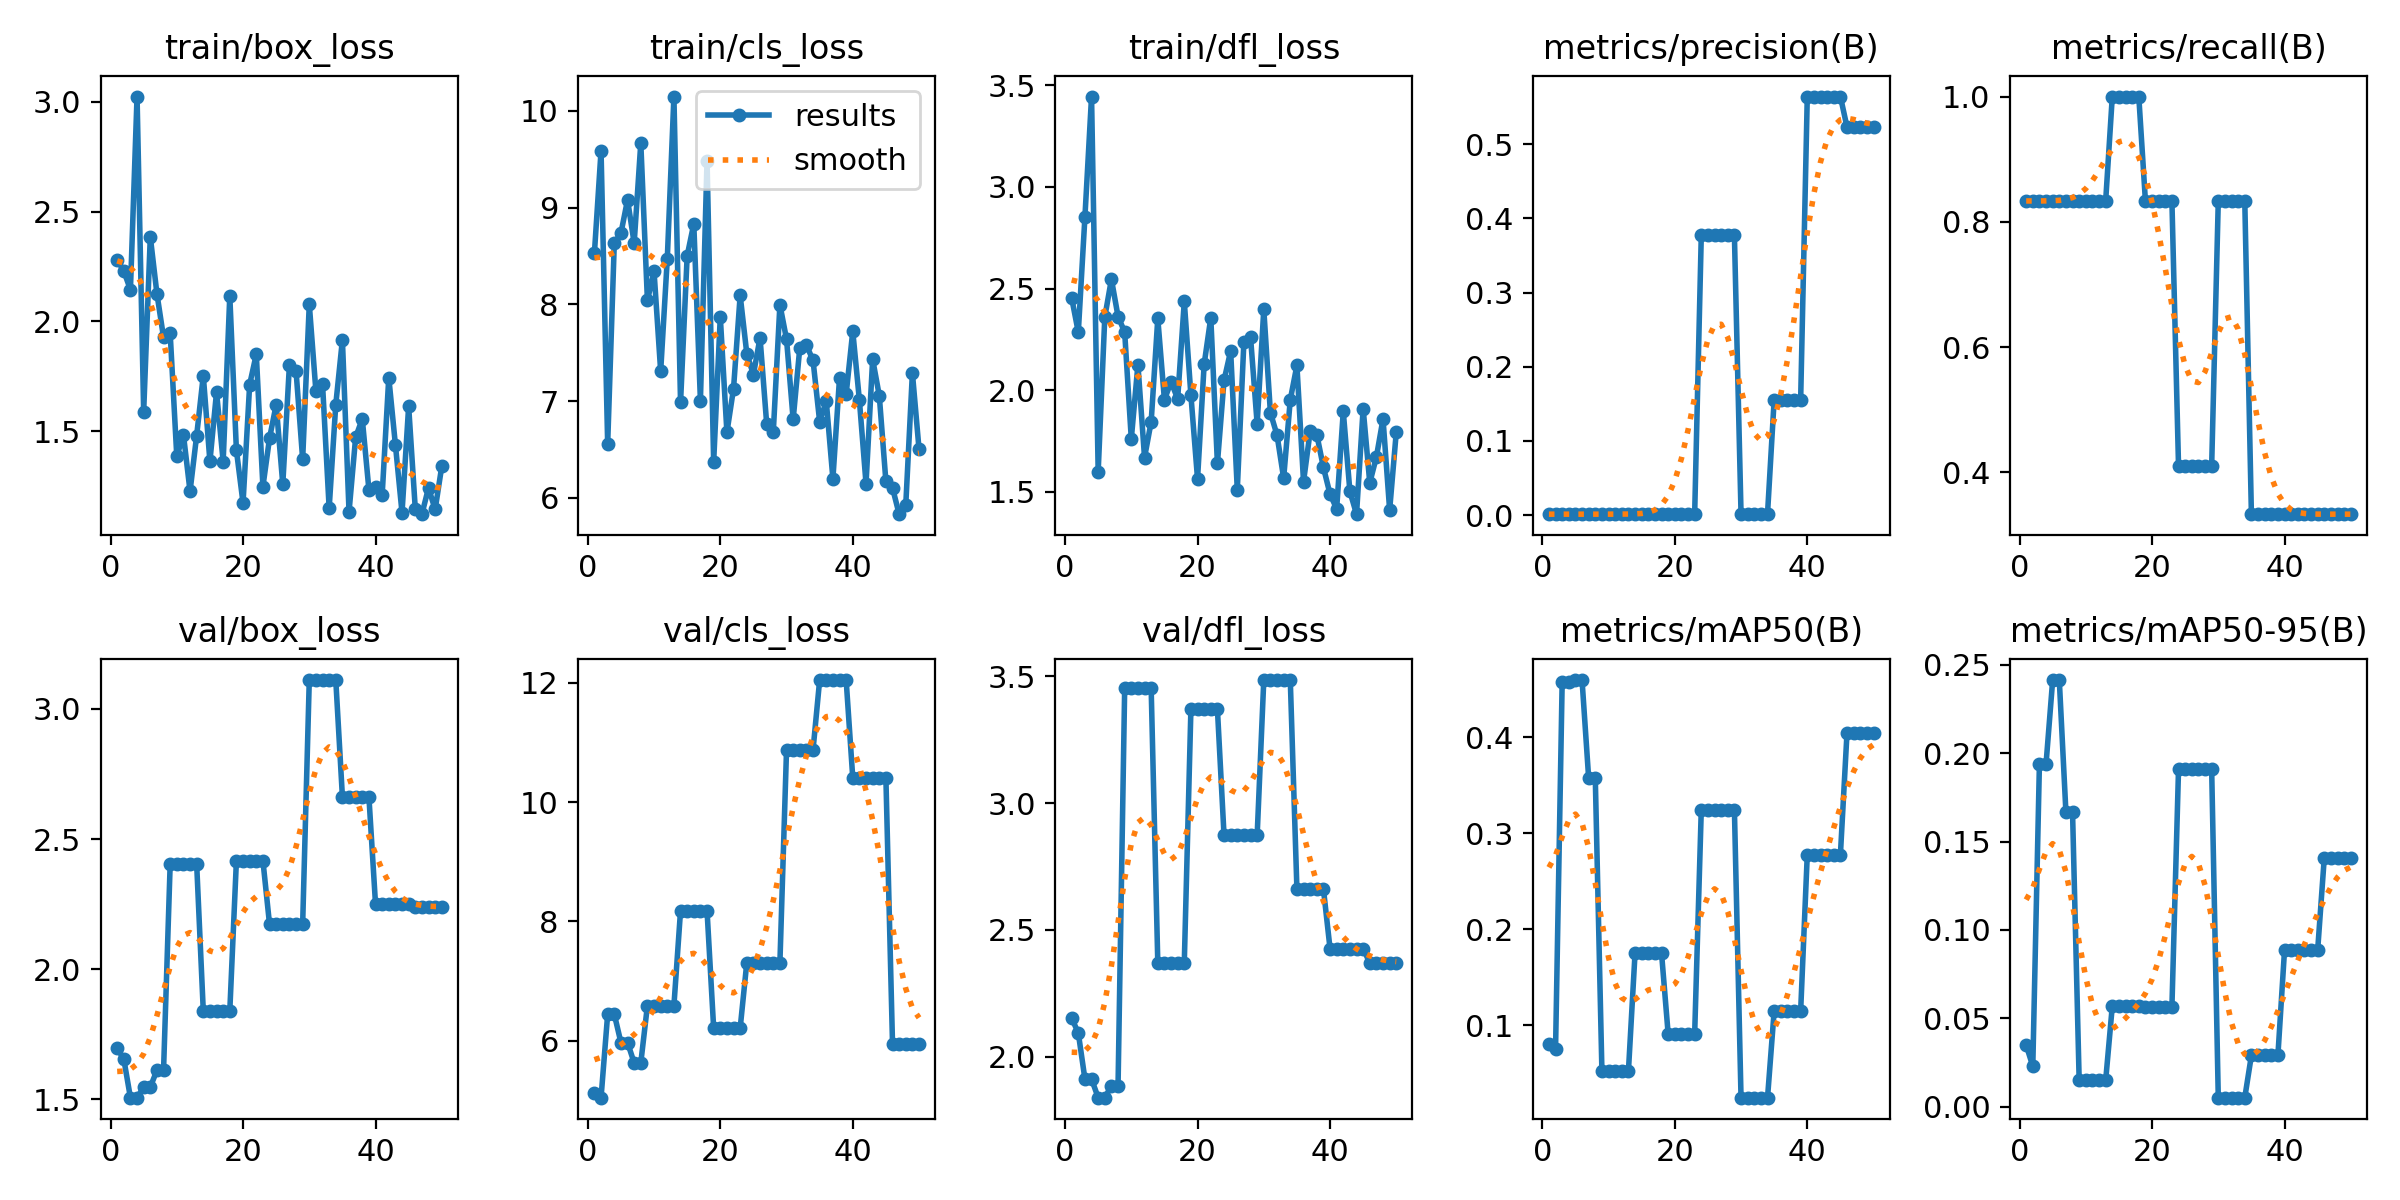 train/box_loss
3.0
2.5
2.0
1.5
0 20 40
train/cls_loss
results
smooth
10
9
8
7
6
0 20 40
train/dfl_loss
3.5
3.0
2.5
2.0
1.5
0 20 40
metrics/precision(B)
0.5
0.4
0.3
0.2
0.1
0.0
0 20 40
metrics/recall(B)
1.0
0.8
0.6
0.4
0 20 40
val/box_loss
3.0
2.5
2.0
1.5
0 20 40
val/cls_loss
12
10
8
6
0 20 40
val/dfl_loss
3.5
3.0
2.5
2.0
0 20 40
metrics/mAP50(B)
0.4
0.3
0.2
0.1
0 20 40
metrics/mAP50-95(B)
0.25
0.20
0.15
0.10
0.05
0.00
0 20 40